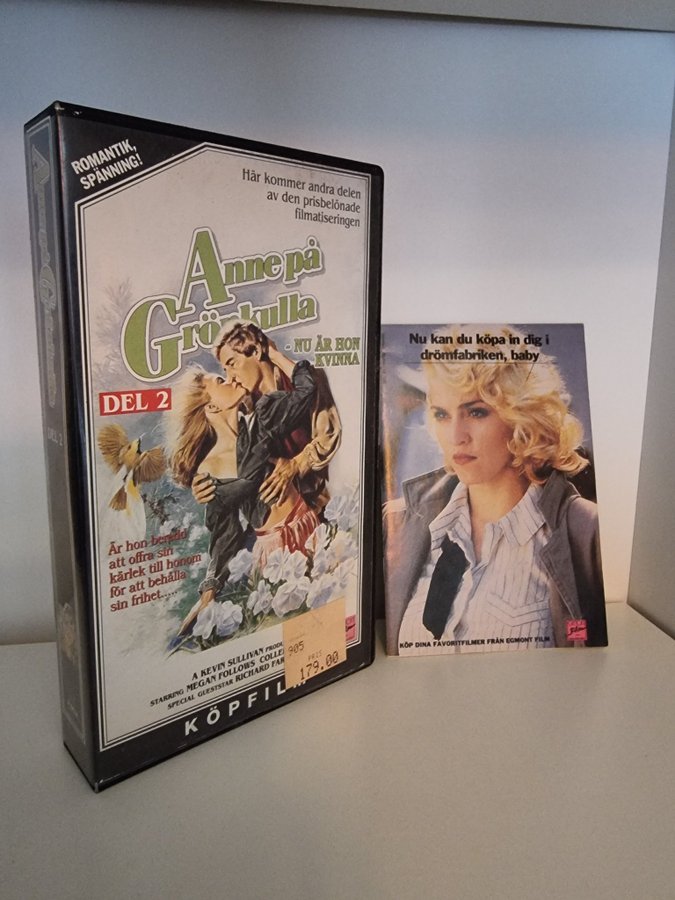 ROMANTIK,
SPÄNNING!
Här kommer andra delen
av den prisbelönade
filmatiseringen
Anne på
Grönkulla
- NU ÄR HON
KVINNA
DEL 2
DEL 2
Är hon beredd
att offra sin
kärlek till honom
för att behålla
sin frihet.....
A KEVIN SULLIVAN
STARRING MEGAN FOLLOWS
SPECIAL GUESTSTAR RICHARD
905
PRIS
179.00
KÖPFIL
Nu kan du köpa in dig i
drömfabriken, baby
KÖP DINA FAVORITFILMER FRÅN EGMONT FILM